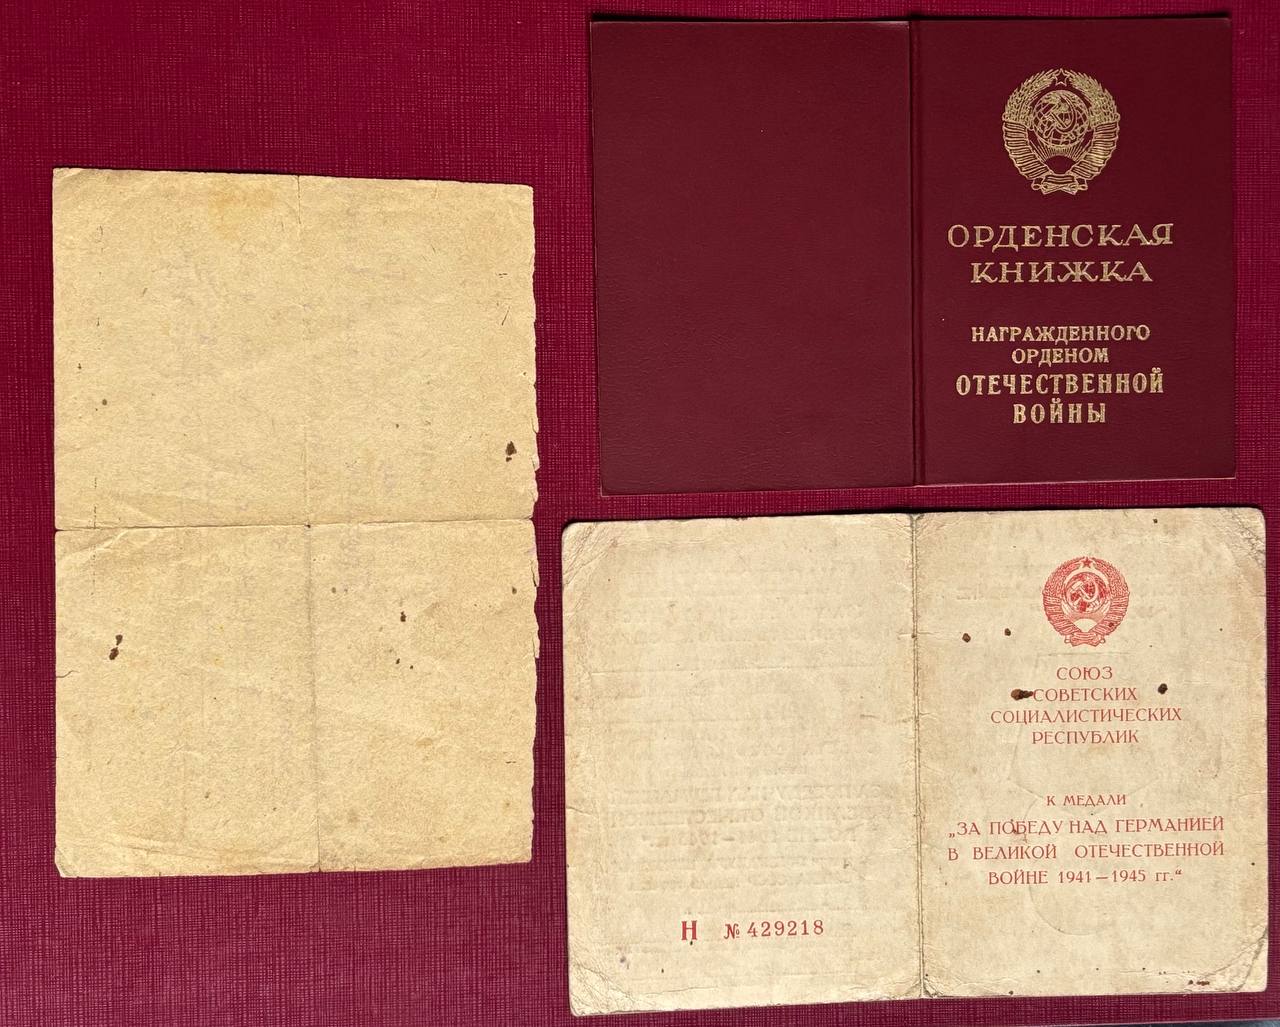 ОРДЕНСКАЯ
КНИЖКА
НАГРАЖДЕННОГО
ОРДЕНОМ
ОТЕЧЕСТВЕННОЙ
ВОЙНЫ
СОЮЗ
СОВЕТСКИХ
СОЦИАЛИСТИЧЕСКИХ
РЕСПУБЛИК
К МЕДАЛИ
„ЗА ПОБЕДУ НАД ГЕРМАНИЕЙ
В ВЕЛИКОЙ ОТЕЧЕСТВЕННОЙ
ВОЙНЕ 1941—1945 гг.“
Н № 429218